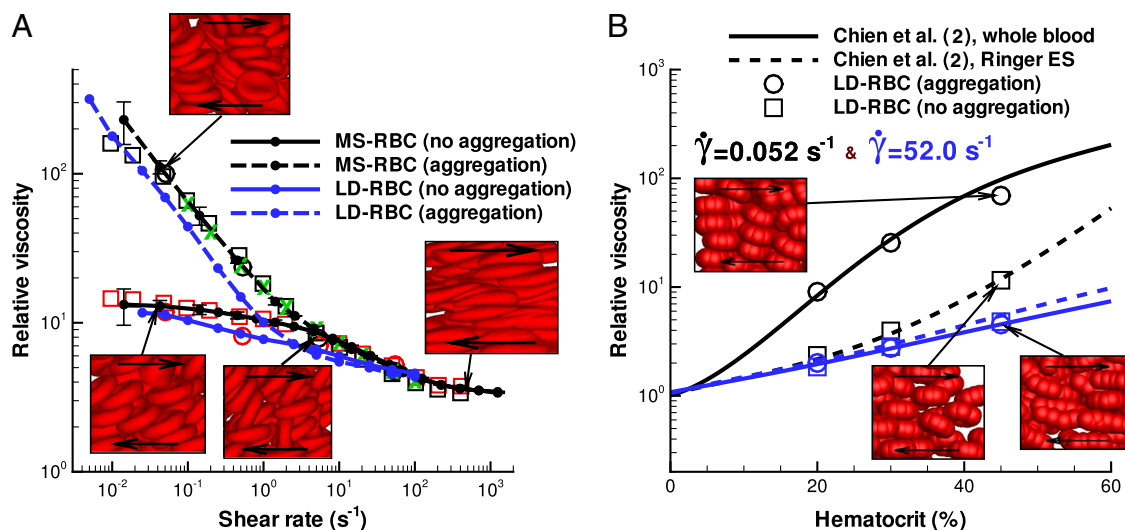 A
Relative viscosity
10²
10¹
10⁰
10⁻² 10⁻¹ 10⁰ 10¹ 10² 10³
Shear rate (s⁻¹)
MS-RBC (no aggregation)
MS-RBC (aggregation)
LD-RBC (no aggregation)
LD-RBC (aggregation)
B
Chien et al. (2), whole blood
Chien et al. (2), Ringer ES
LD-RBC (aggregation)
LD-RBC (no aggregation)
γ̇=0.052 s⁻¹ & γ̇=52.0 s⁻¹
Relative viscosity
10³
10²
10¹
10⁰
0 20 40 60
Hematocrit (%)